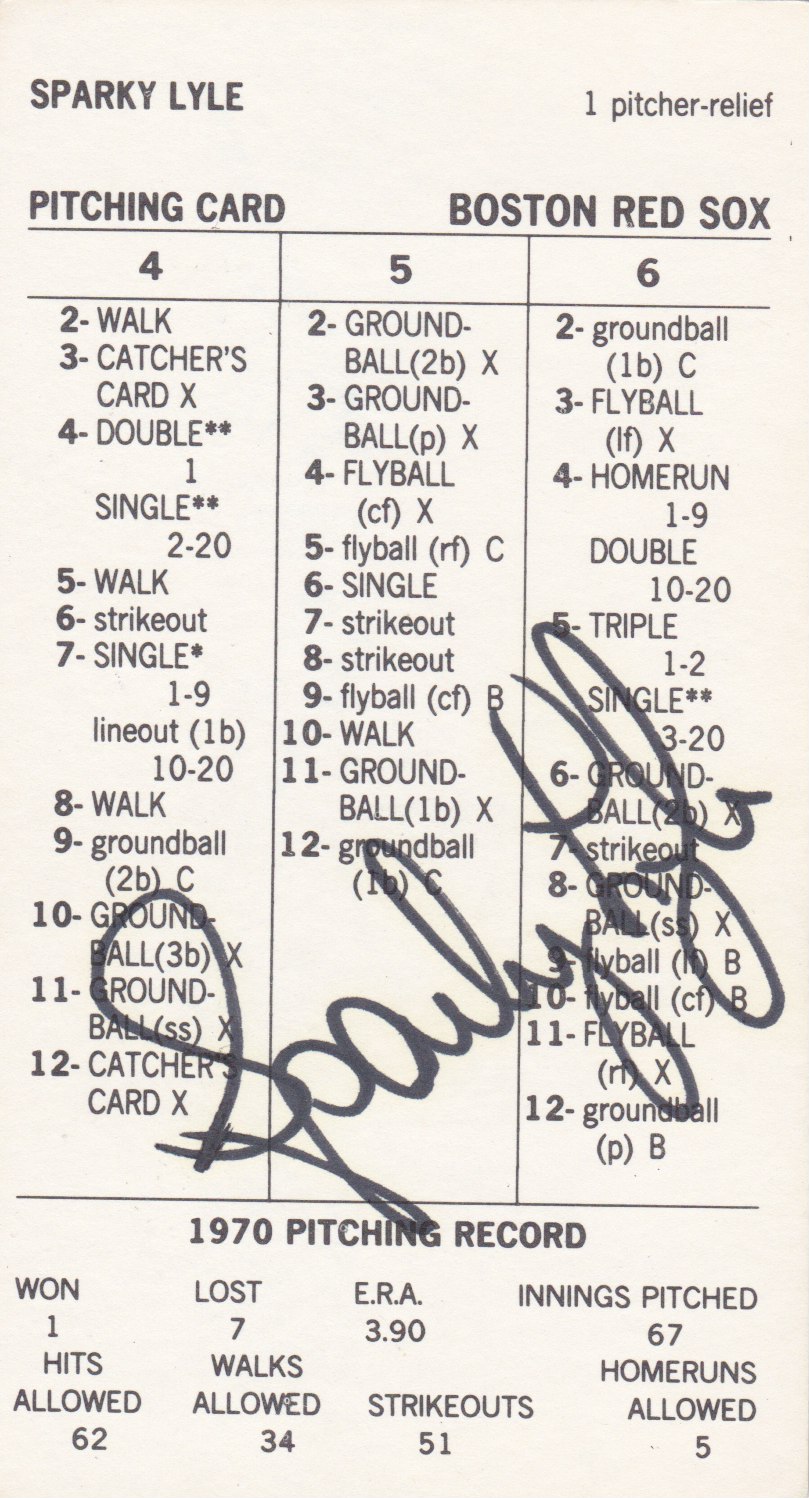 SPARKY LYLE
1 pitcher-relief
PITCHING CARD
BOSTON RED SOX
4
2- WALK
3- CATCHER'S
CARD X
4- DOUBLE**
1
SINGLE**
2-20
5- WALK
6- strikeout
7- SINGLE*
1-9
lineout (1b)
10-20
8- WALK
9- groundball
(2b) C
10- GROUND-
BALL(3b) X
11- GROUND-
BALL(ss) X
12- CATCHER'S
CARD X
5
2- GROUND-
BALL(2b) X
3- GROUND-
BALL(p) X
4- FLYBALL
(cf) X
5- flyball (rf) C
6- SINGLE
7- strikeout
8- strikeout
9- flyball (cf) B
10- WALK
11- GROUND-
BALL(1b) X
12- groundball
(1b) C
6
2- groundball
(1b) C
3- FLYBALL
(lf) X
4- HOMERUN
1-9
DOUBLE
10-20
5- TRIPLE
1-2
SINGLE**
3-20
6- GROUND-
BALL(2b) X
7- strikeout
8- GROUND-
BALL(ss) X
9- flyball (lf) B
10- flyball (cf) B
11- FLYBALL
(rf) X
12- groundball
(p) B
Sparky Lyle
1970 PITCHING RECORD
WON LOST E.R.A. INNINGS PITCHED
1 7 3.90 67
HITS WALKS HOMERUNS
ALLOWED ALLOWED STRIKEOUTS ALLOWED
62 34 51 5